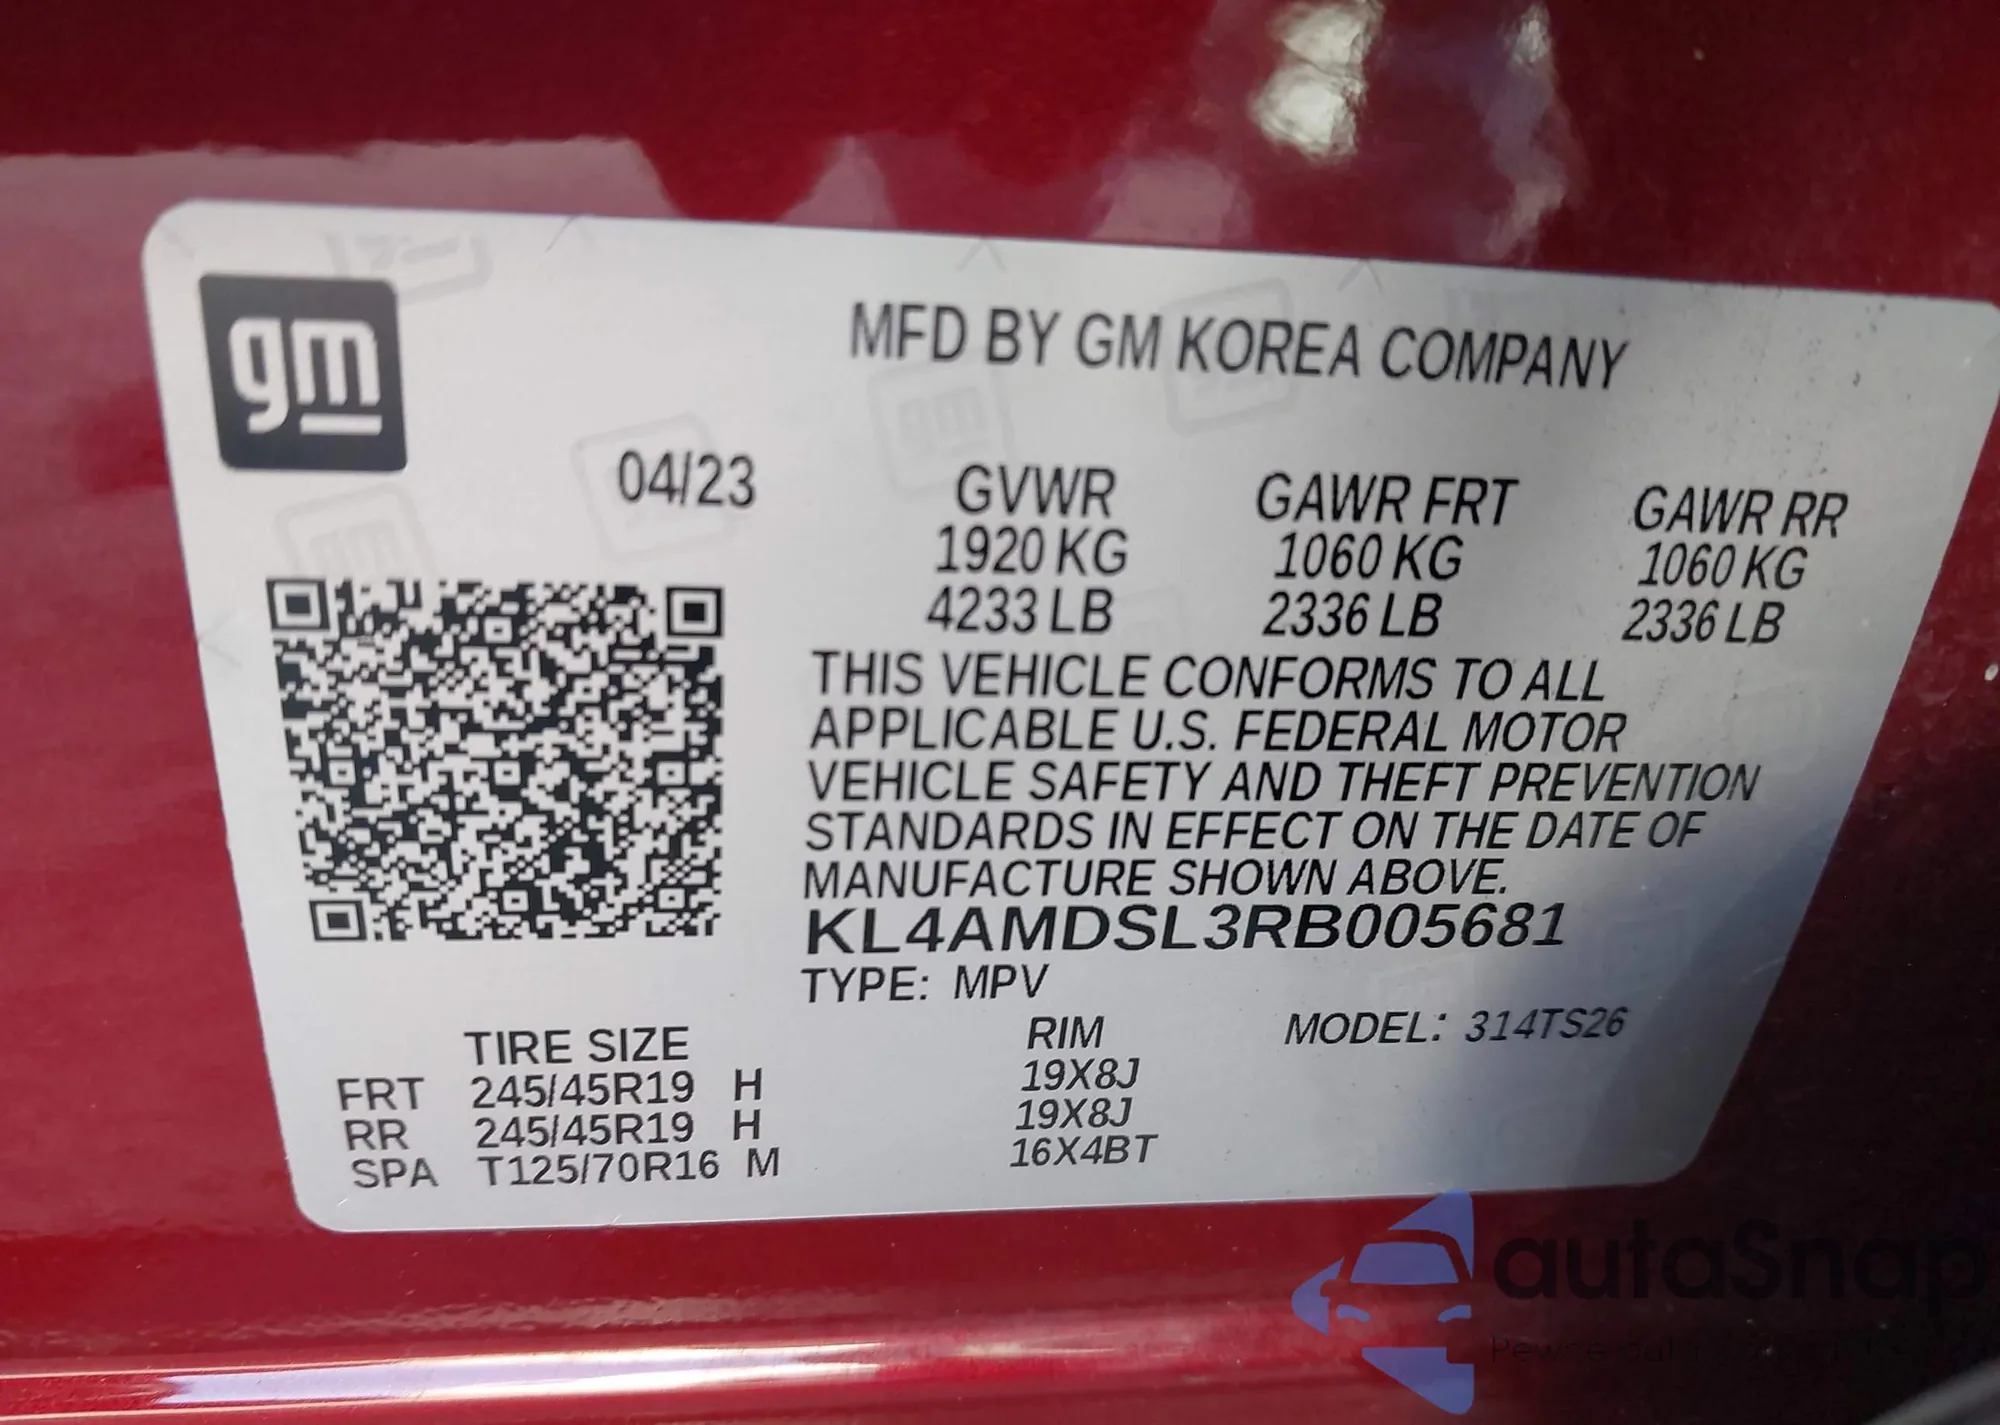 gm
MFD BY GM KOREA COMPANY
04/23
GVWR GAWR FRT GAWR RR
1920 KG 1060 KG 1060 KG
4233 LB 2336 LB 2336 LB
THIS VEHICLE CONFORMS TO ALL
APPLICABLE U.S. FEDERAL MOTOR
VEHICLE SAFETY AND THEFT PREVENTION
STANDARDS IN EFFECT ON THE DATE OF
MANUFACTURE SHOWN ABOVE.
KL4AMDSL3RB005681
TYPE: MPV
TIRE SIZE RIM MODEL: 314TS26
FRT 245/45R19 H 19X8J
RR 245/45R19 H 19X8J
SPA T125/70R16 M 16X4BT
autoSnap